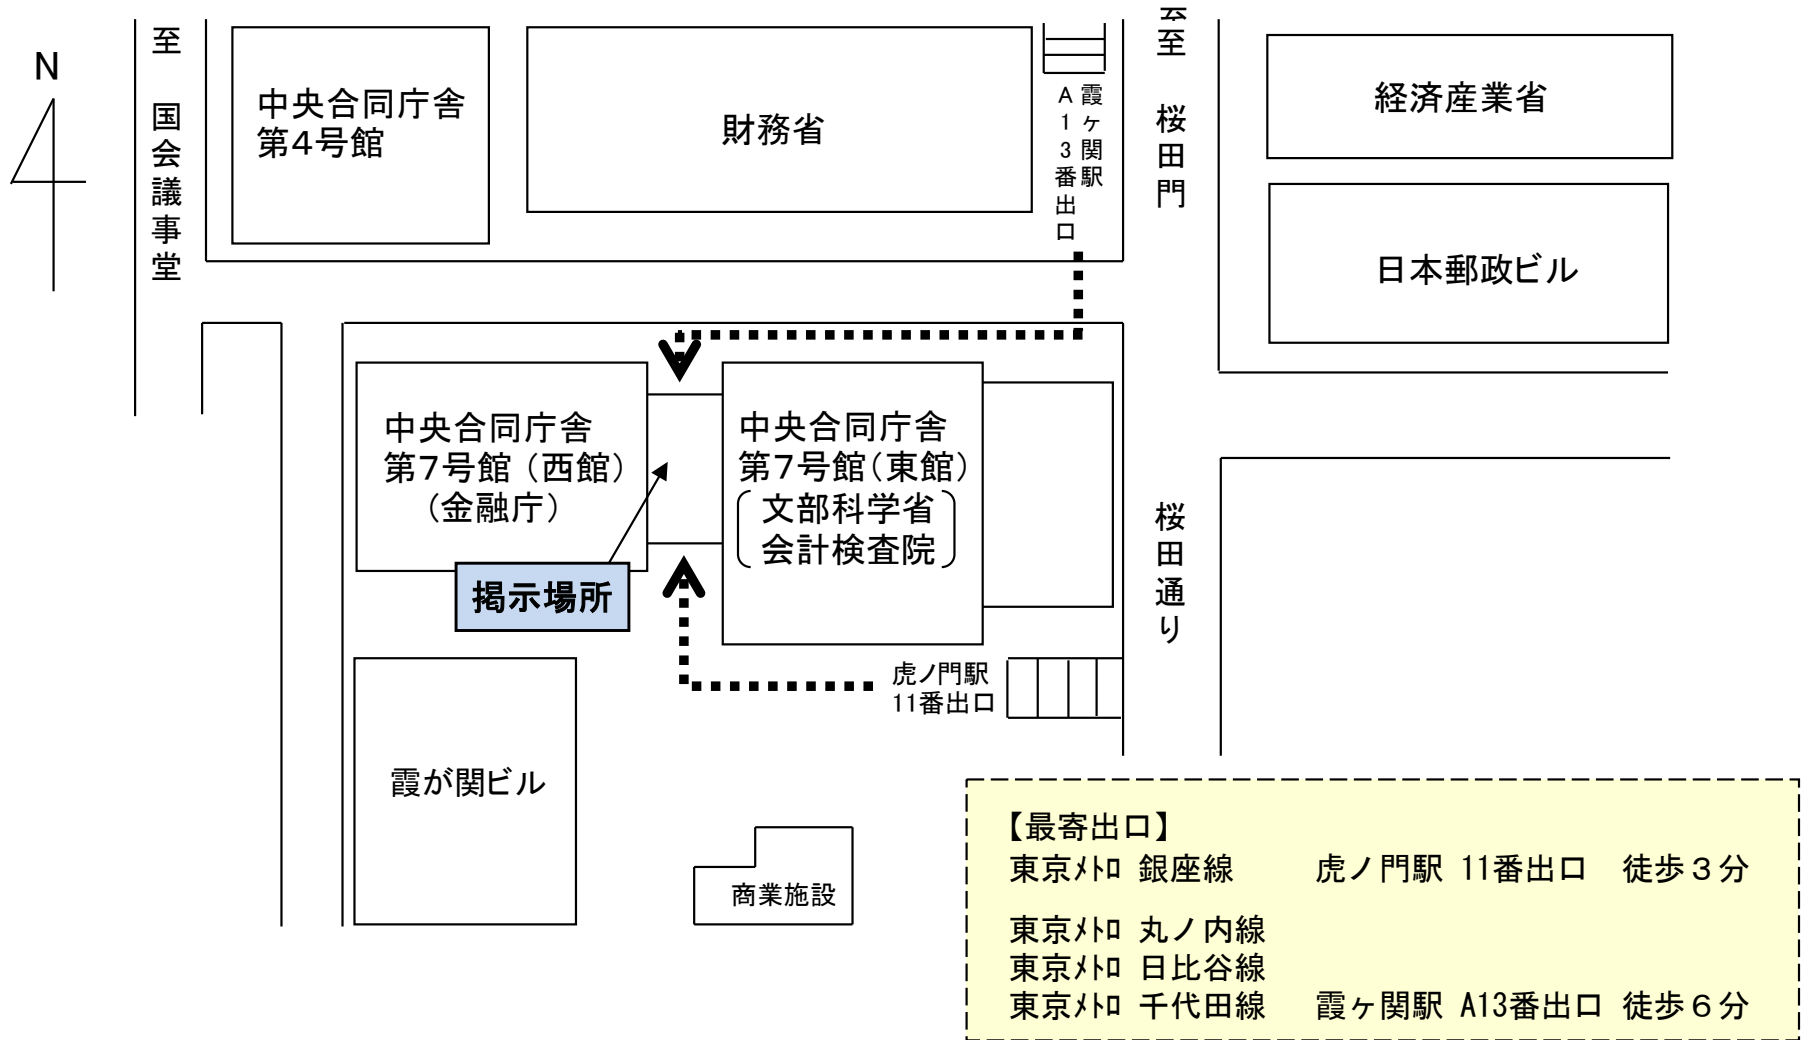 N
至 国会議事堂
中央合同庁舎
第4号館
財務省
霞ヶ関駅
A13番出口
至 桜田門
経済産業省
日本郵政ビル
中央合同庁舎
第7号館（西館）
（金融庁）
中央合同庁舎
第7号館（東館）
文部科学省
会計検査院
掲示場所
桜田通り
虎ノ門駅
11番出口
霞が関ビル
商業施設
【最寄出口】
東京ﾒﾄﾛ 銀座線 虎ノ門駅 11番出口 徒歩３分
東京ﾒﾄﾛ 丸ノ内線
東京ﾒﾄﾛ 日比谷線
東京ﾒﾄﾛ 千代田線 霞ヶ関駅 A13番出口 徒歩６分